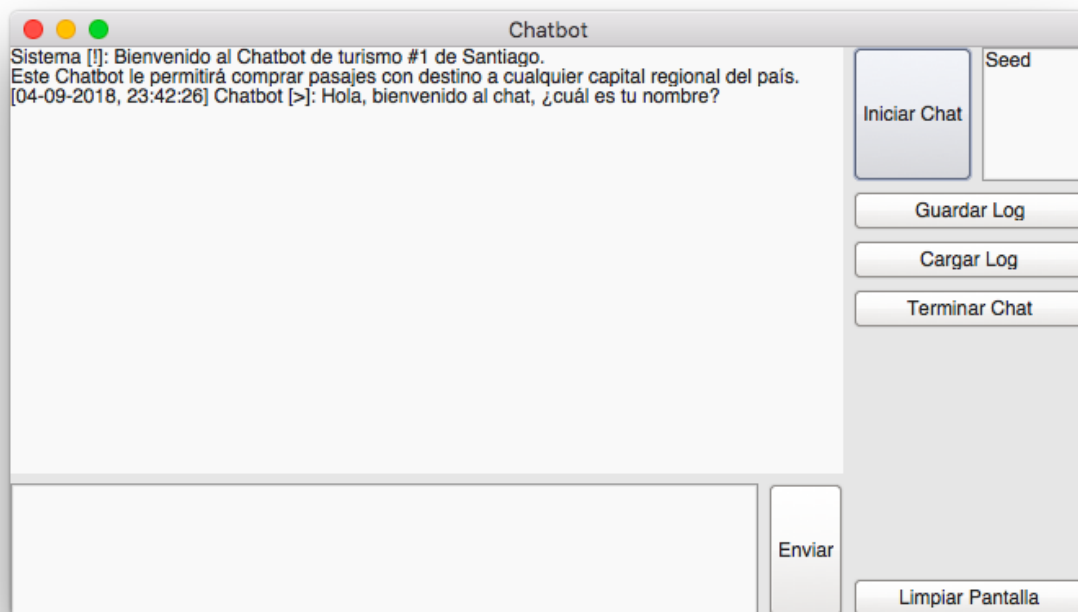 Chatbot
Sistema [!]: Bienvenido al Chatbot de turismo #1 de Santiago.
Este Chatbot le permitirá comprar pasajes con destino a cualquier capital regional del país.
[04-09-2018, 23:42:26] Chatbot [>]: Hola, bienvenido al chat, ¿cuál es tu nombre?
Iniciar Chat
Seed
Guardar Log
Cargar Log
Terminar Chat
Enviar
Limpiar Pantalla